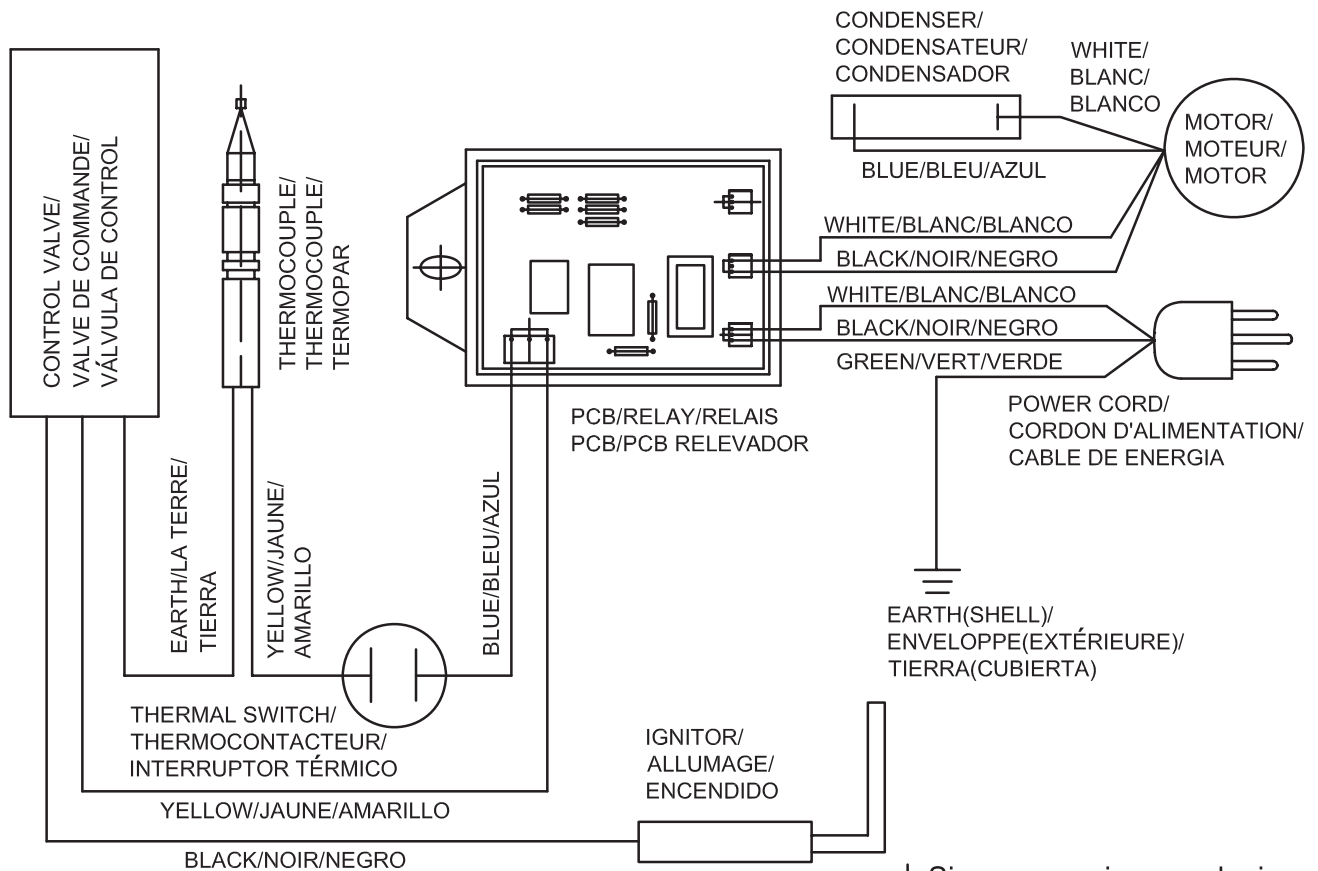 CONDENSER/
CONDENSATEUR/
CONDENSADOR
WHITE/
BLANC/
BLANCO
MOTOR/
MOTEUR/
MOTOR
BLUE/BLEU/AZUL
CONTROL VALVE/
VALVE DE COMMANDE/
VÁLVULA DE CONTROL
THERMOCOUPLE/
THERMOCOUPLE/
TERMOPAR
WHITE/BLANC/BLANCO
BLACK/NOIR/NEGRO
WHITE/BLANC/BLANCO
BLACK/NOIR/NEGRO
GREEN/VERT/VERDE
PCB/RELAY/RELAIS
PCB/PCB RELEVADOR
POWER CORD/
CORDON D'ALIMENTATION/
CABLE DE ENERGIA
EARTH/LA TERRE/
TIERRA
YELLOW/JAUNE/
AMARILLO
BLUE/BLEU/AZUL
EARTH(SHELL)/
ENVELOPPE(EXTÉRIEURE)/
TIERRA(CUBIERTA)
THERMAL SWITCH/
THERMOCONTACTEUR/
INTERRUPTOR TÉRMICO
IGNITOR/
ALLUMAGE/
ENCENDIDO
YELLOW/JAUNE/AMARILLO
BLACK/NOIR/NEGRO